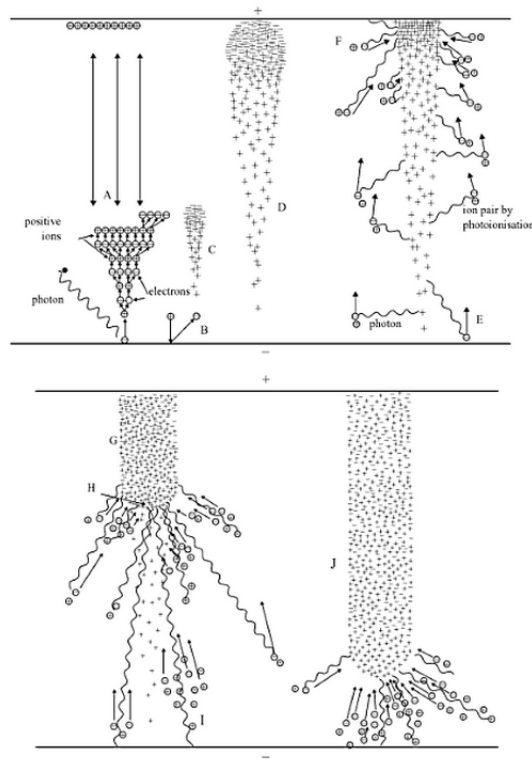 +
F
A
positive
ions
D
C
ion pair by
photoionisation
electrons
photon
B
photon
E
−
+
G
H
J
I
−